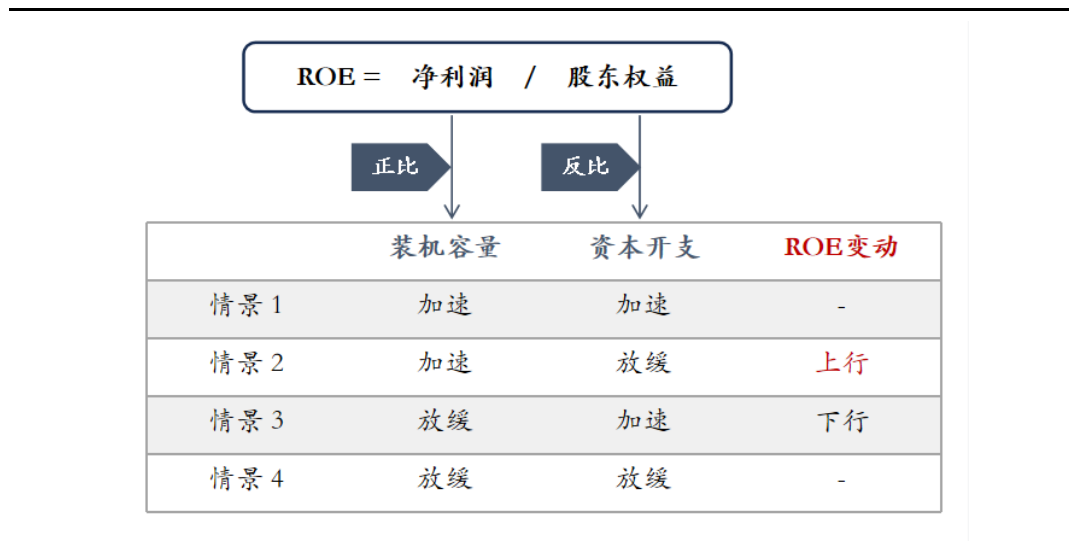 ROE = 净利润 / 股东权益
正比 反比
装机容量 资本开支 ROE变动
情景 1 加速 加速 -
情景 2 加速 放缓 上行
情景 3 放缓 加速 下行
情景 4 放缓 放缓 -